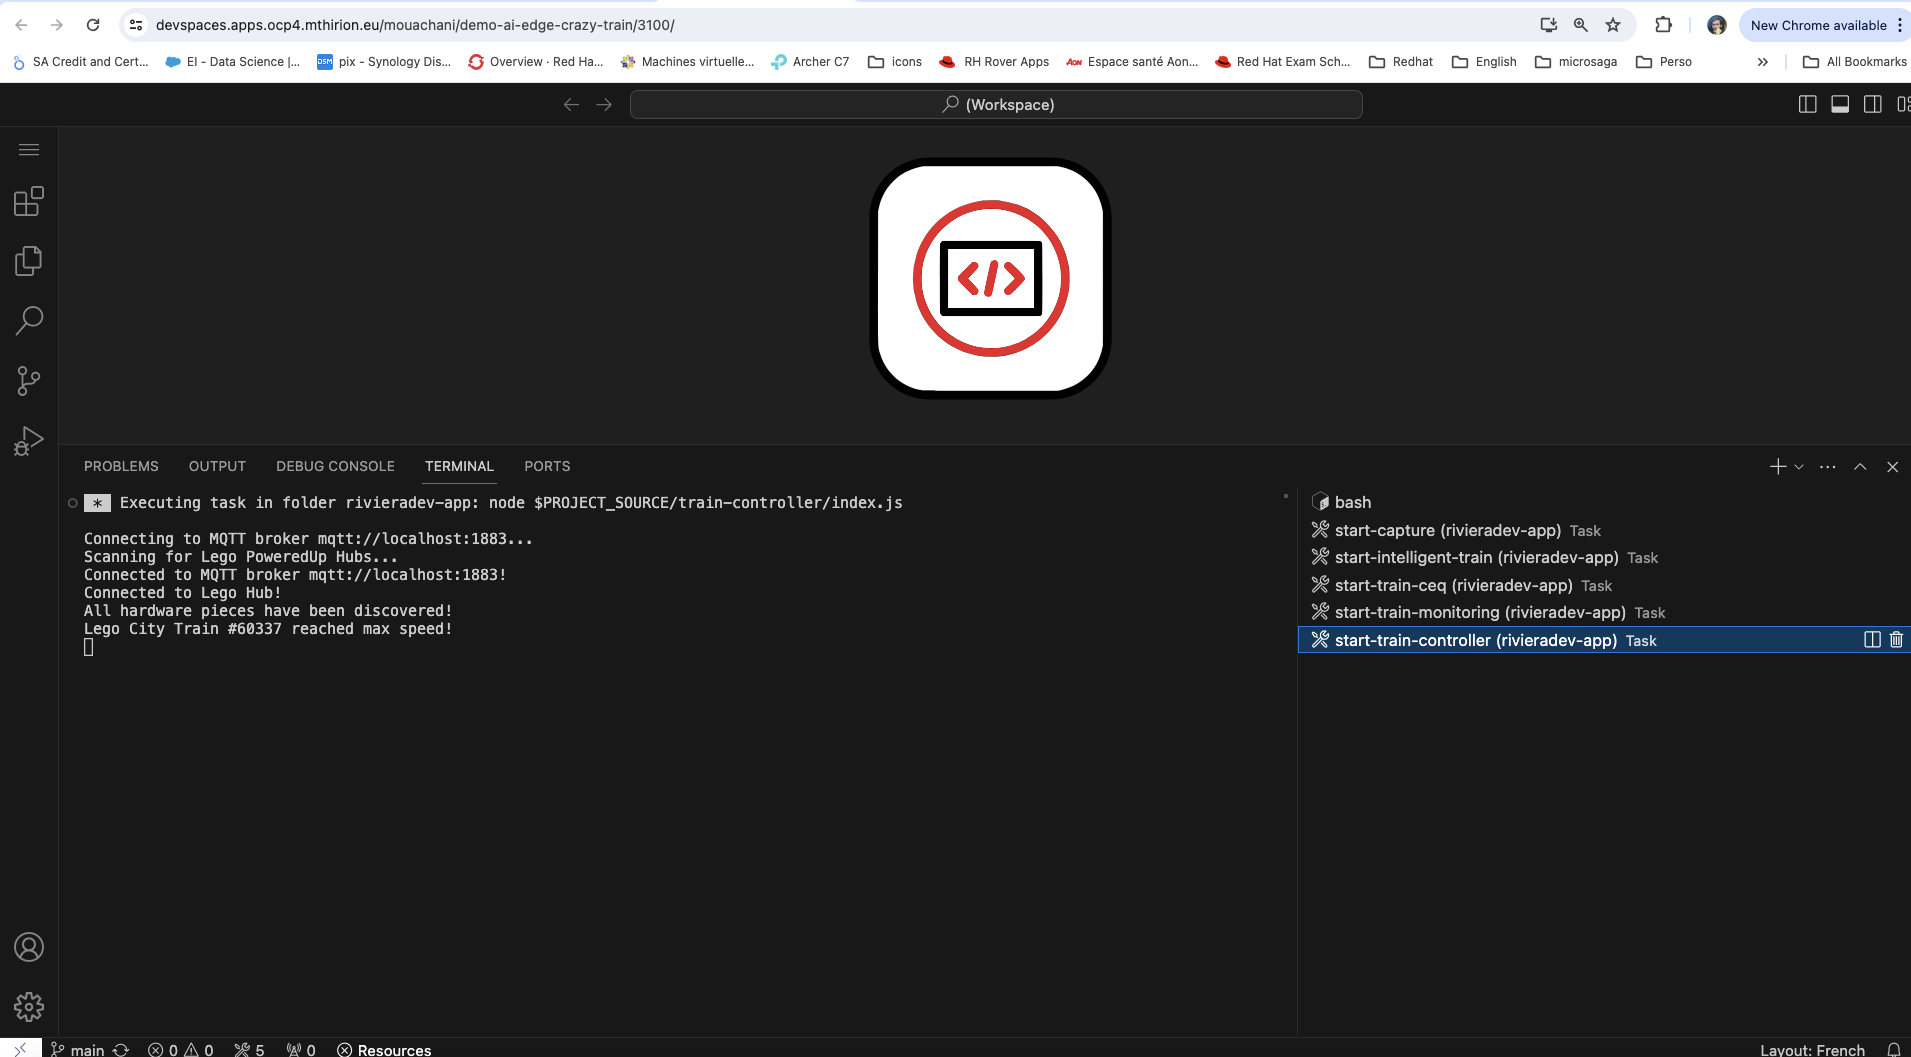 devspaces.apps.ocp4.mthirion.eu/mouachani/demo-ai-edge-crazy-train/3100/
New Chrome available
SA Credit and Cert...
EI - Data Science |...
DSM
pix - Synology Dis...
Overview · Red Ha...
Machines virtuelle...
Archer C7
icons
RH Rover Apps
Aon
Espace santé Aon...
Red Hat Exam Sch...
Redhat
English
microsaga
Perso
»
All Bookmarks
(Workspace)
</>
PROBLEMS
OUTPUT
DEBUG CONSOLE
TERMINAL
PORTS
* Executing task in folder rivieradev-app: node $PROJECT_SOURCE/train-controller/index.js
Connecting to MQTT broker mqtt://localhost:1883...
Scanning for Lego PoweredUp Hubs...
Connected to MQTT broker mqtt://localhost:1883!
Connected to Lego Hub!
All hardware pieces have been discovered!
Lego City Train #60337 reached max speed!
bash
start-capture (rivieradev-app) Task
start-intelligent-train (rivieradev-app) Task
start-train-ceq (rivieradev-app) Task
start-train-monitoring (rivieradev-app) Task
start-train-controller (rivieradev-app) Task
main
0
0
5
0
Resources
Layout: French